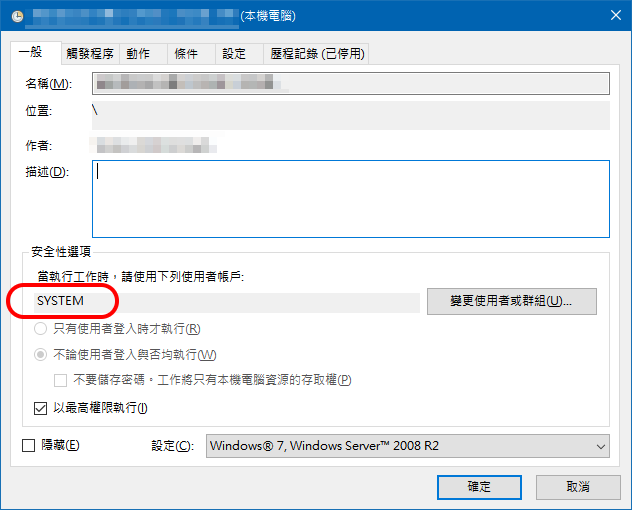 (本機電腦)
一般 觸發程序 動作 條件 設定 歷程記錄 (已停用)
名稱(M):
位置: \
作者:
描述(D):
安全性選項
當執行工作時，請使用下列使用者帳戶:
SYSTEM 變更使用者或群組(U)...
只有使用者登入時才執行(R)
不論使用者登入與否均執行(W)
不要儲存密碼。工作將只有本機電腦資源的存取權(P)
以最高權限執行(I)
隱藏(E) 設定(C): Windows® 7, Windows Server™ 2008 R2
確定 取消